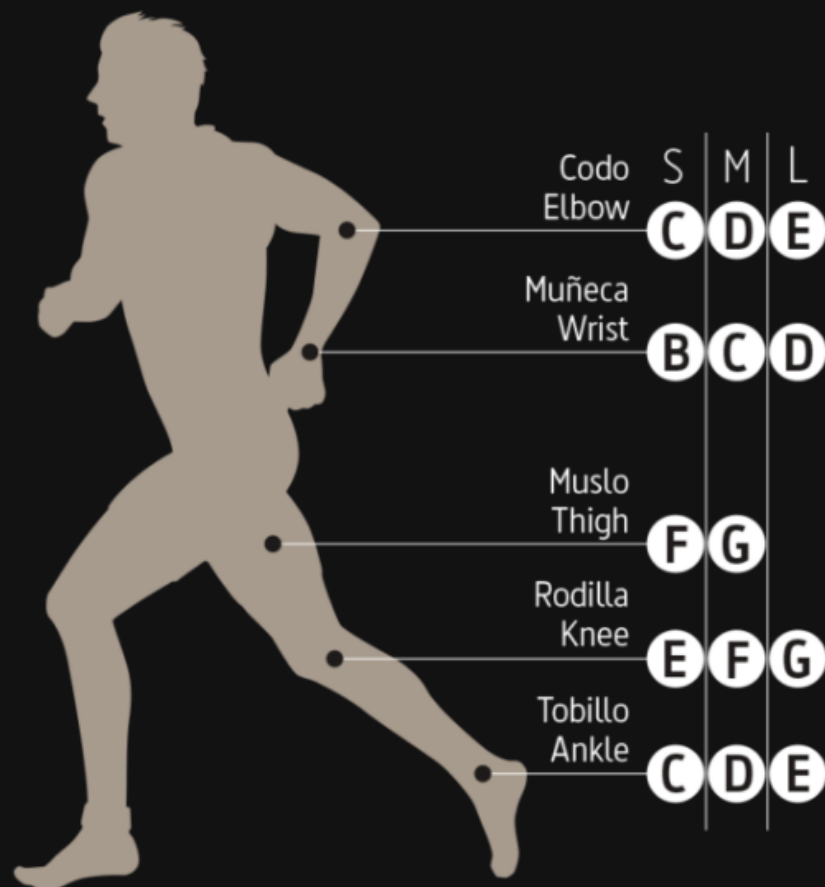 S M L
Codo
Elbow
C D E
Muñeca
Wrist
B C D
Muslo
Thigh
F G
Rodilla
Knee
E F G
Tobillo
Ankle
C D E